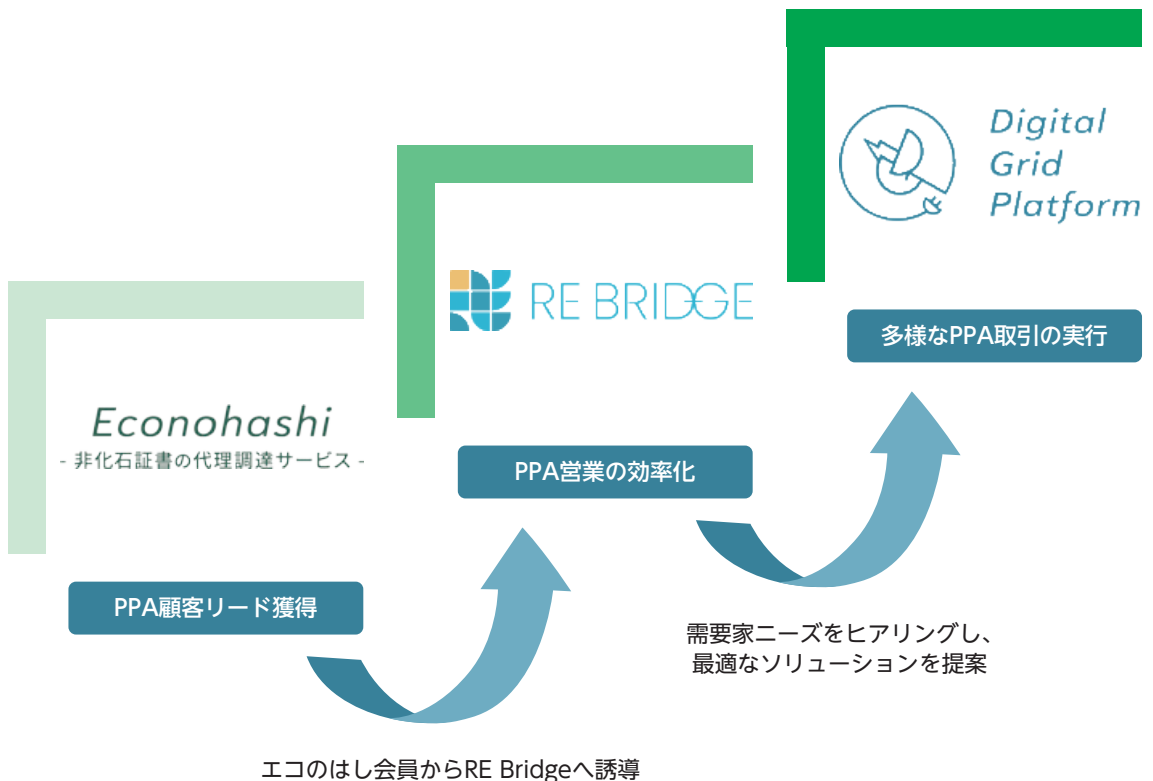 Econohashi
- 非化石証書の代理調達サービス -
PPA顧客リード獲得
エコのはし会員からRE Bridgeへ誘導
RE BRIDGE
PPA営業の効率化
需要家ニーズをヒアリングし、
最適なソリューションを提案
Digital
Grid
Platform
多様なPPA取引の実行